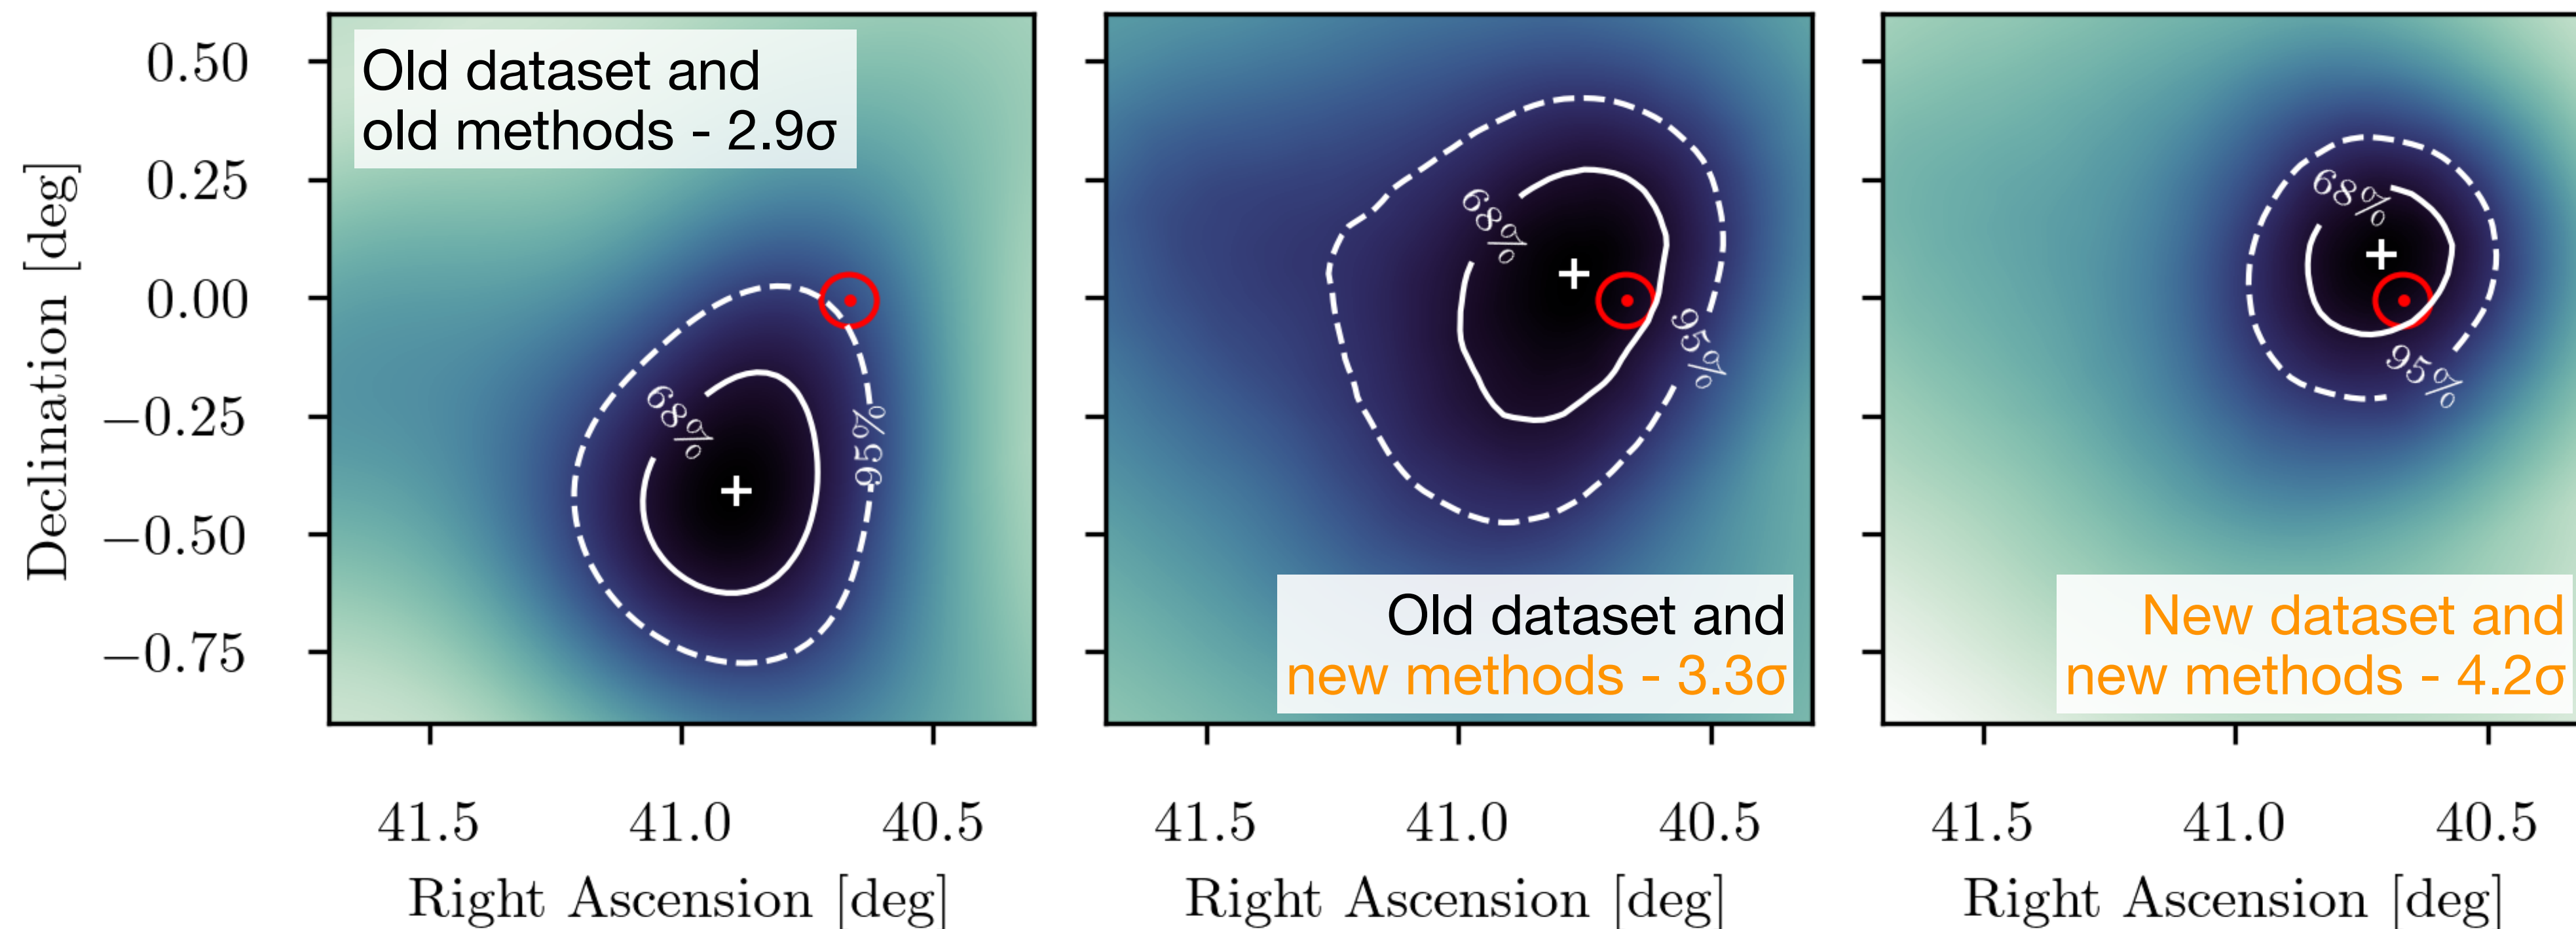 Old dataset and
old methods - 2.9σ
Old dataset and
new methods - 3.3σ
New dataset and
new methods - 4.2σ
68%
95%
68%
95%
68%
95%
Declination [deg]
0.50
0.25
0.00
−0.25
−0.50
−0.75
41.5 41.0 40.5
41.5 41.0 40.5
41.5 41.0 40.5
Right Ascension [deg]
Right Ascension [deg]
Right Ascension [deg]